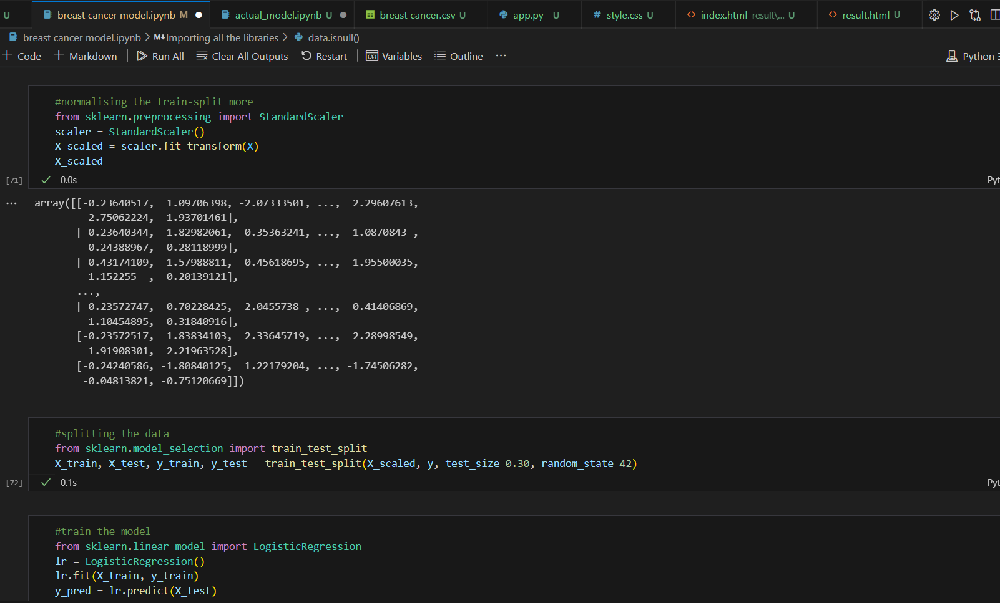 U breast cancer model.ipynb M actual_model.ipynb U breast cancer.csv U app.py U # style.css U <> index.html result\... U <> result.html U
breast cancer model.ipynb > M↓Importing all the libraries > data.isnull()
+ Code + Markdown | Run All Clear All Outputs Restart | Variables Outline ... Python 3
#normalising the train-split more
from sklearn.preprocessing import StandardScaler
scaler = StandardScaler()
X_scaled = scaler.fit_transform(X)
X_scaled
[71] ✓ 0.0s Pyt
... array([[-0.23640517, 1.09706398, -2.07333501, ..., 2.29607613,
2.75062224, 1.93701461],
[-0.23640344, 1.82982061, -0.35363241, ..., 1.0870843 ,
-0.24388967, 0.28118999],
[ 0.43174109, 1.57988811, 0.45618695, ..., 1.95500035,
1.152255 , 0.20139121],
...,
[-0.23572747, 0.70228425, 2.0455738 , ..., 0.41406869,
-1.10454895, -0.31840916],
[-0.23572517, 1.83834103, 2.33645719, ..., 2.28998549,
1.91908301, 2.21963528],
[-0.24240586, -1.80840125, 1.22179204, ..., -1.74506282,
-0.04813821, -0.75120669]])
#splitting the data
from sklearn.model_selection import train_test_split
X_train, X_test, y_train, y_test = train_test_split(X_scaled, y, test_size=0.30, random_state=42)
[72] ✓ 0.1s Pyt
#train the model
from sklearn.linear_model import LogisticRegression
lr = LogisticRegression()
lr.fit(X_train, y_train)
y_pred = lr.predict(X_test)